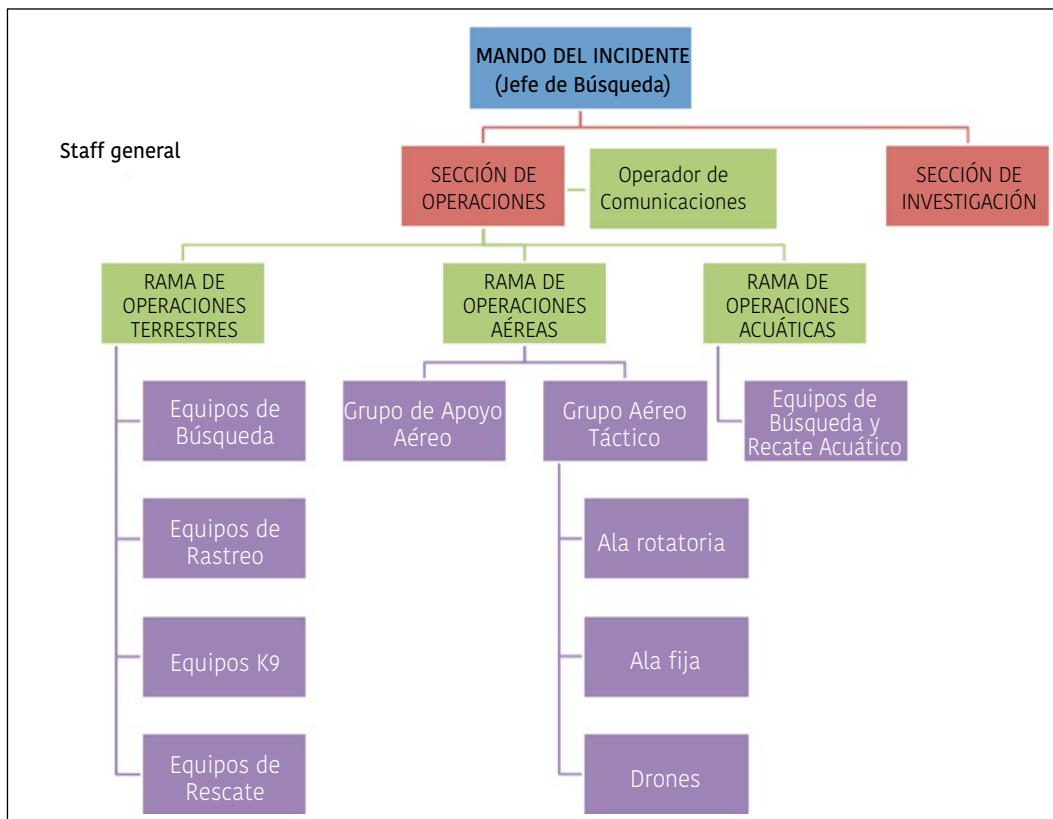 MANDO DEL INCIDENTE
(Jefe de Búsqueda)
Staff general
SECCIÓN DE
OPERACIONES
Operador de
Comunicaciones
SECCIÓN DE
INVESTIGACIÓN
RAMA DE
OPERACIONES
TERRESTRES
RAMA DE
OPERACIONES
AÉREAS
RAMA DE
OPERACIONES
ACUÁTICAS
Equipos de
Búsqueda
Grupo de Apoyo
Aéreo
Grupo Aéreo
Táctico
Equipos de
Búsqueda y
Recate Acuático
Equipos de
Rastreo
Ala rotatoria
Equipos K9
Ala fija
Equipos de
Rescate
Drones